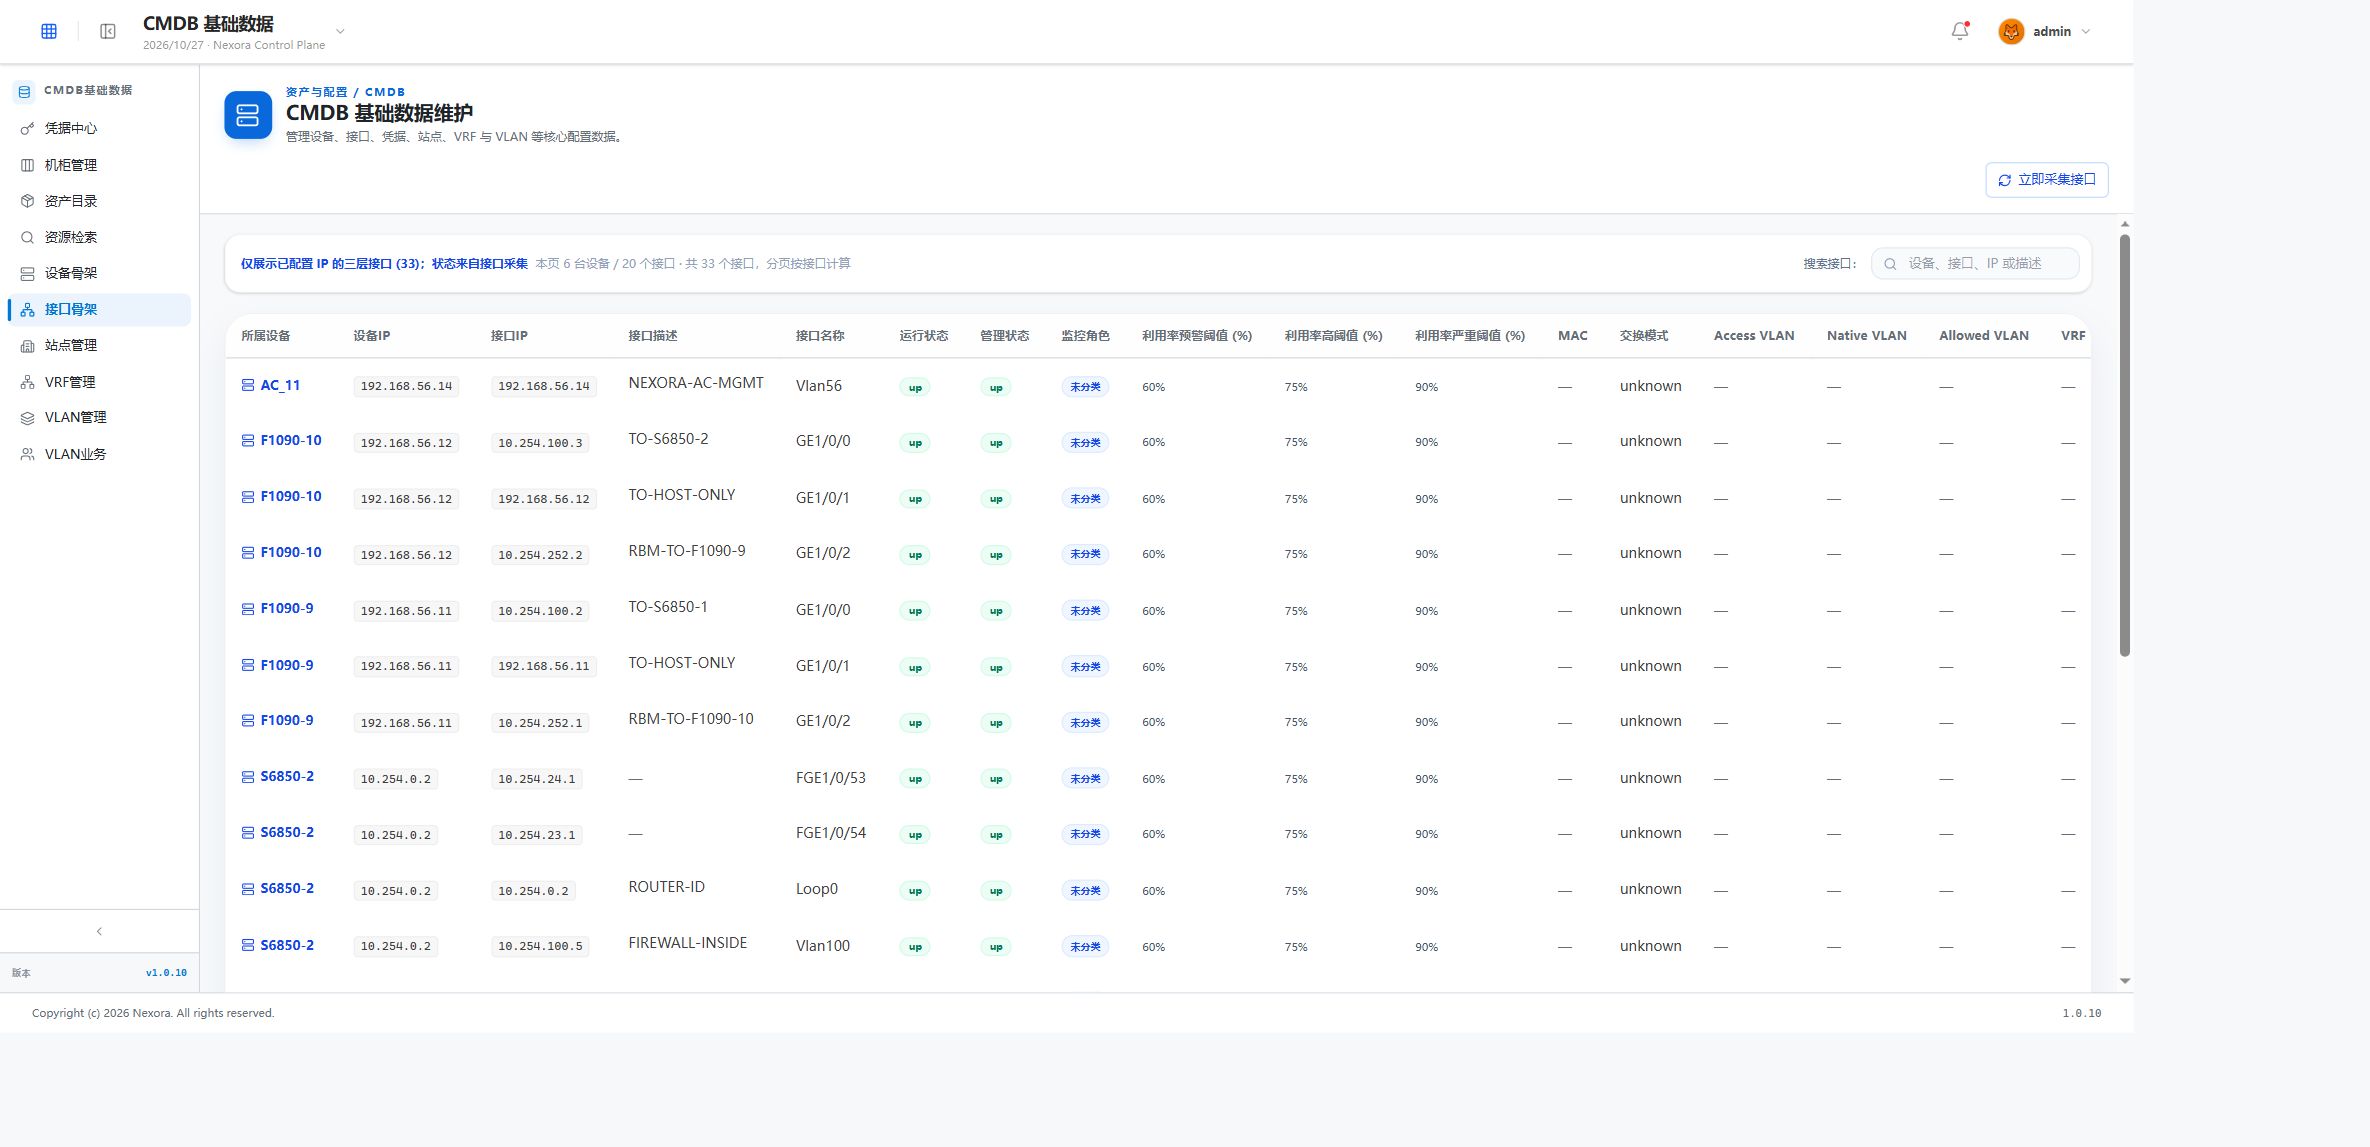 CMDB 基础数据
2026/10/27 · Nexora Control Plane
admin
CMDB基础数据
凭据中心
机柜管理
资产目录
资源检索
设备骨架
接口骨架
站点管理
VRF管理
VLAN管理
VLAN业务
版本 v1.0.10
资产与配置 / CMDB
CMDB 基础数据维护
管理设备、接口、凭据、站点、VRF 与 VLAN 等核心配置数据。
立即采集接口
仅展示已配置 IP 的三层接口 (33)；状态来自接口采集 本页 6 台设备 / 20 个接口 · 共 33 个接口，分页按接口计算
搜索接口： 设备、接口、IP 或描述
所属设备 设备IP 接口IP 接口描述 接口名称 运行状态 管理状态 监控角色 利用率预警阈值 (%) 利用率高阈值 (%) 利用率严重阈值 (%) MAC 交换模式 Access VLAN Native VLAN Allowed VLAN VRF
AC_11 192.168.56.14 192.168.56.14 NEXORA-AC-MGMT Vlan56 up up 未分类 60% 75% 90% — unknown — — — —
F1090-10 192.168.56.12 10.254.100.3 TO-S6850-2 GE1/0/0 up up 未分类 60% 75% 90% — unknown — — — —
F1090-10 192.168.56.12 192.168.56.12 TO-HOST-ONLY GE1/0/1 up up 未分类 60% 75% 90% — unknown — — — —
F1090-10 192.168.56.12 10.254.252.2 RBM-TO-F1090-9 GE1/0/2 up up 未分类 60% 75% 90% — unknown — — — —
F1090-9 192.168.56.11 10.254.100.2 TO-S6850-1 GE1/0/0 up up 未分类 60% 75% 90% — unknown — — — —
F1090-9 192.168.56.11 192.168.56.11 TO-HOST-ONLY GE1/0/1 up up 未分类 60% 75% 90% — unknown — — — —
F1090-9 192.168.56.11 10.254.252.1 RBM-TO-F1090-10 GE1/0/2 up up 未分类 60% 75% 90% — unknown — — — —
S6850-2 10.254.0.2 10.254.24.1 — FGE1/0/53 up up 未分类 60% 75% 90% — unknown — — — —
S6850-2 10.254.0.2 10.254.23.1 — FGE1/0/54 up up 未分类 60% 75% 90% — unknown — — — —
S6850-2 10.254.0.2 10.254.0.2 ROUTER-ID Loop0 up up 未分类 60% 75% 90% — unknown — — — —
S6850-2 10.254.0.2 10.254.100.5 FIREWALL-INSIDE Vlan100 up up 未分类 60% 75% 90% — unknown — — — —
Copyright (c) 2026 Nexora. All rights reserved.
1.0.10